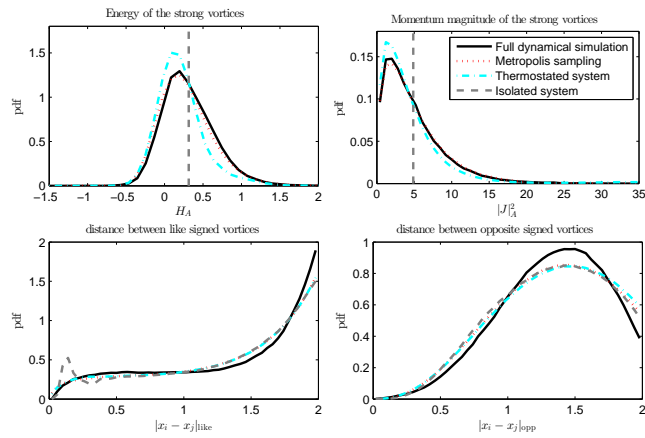 Energy of the strong vortices
1.5
1
0.5
0
pdf
−1.5 −1 −0.5 0 0.5 1 1.5 2
H_A
Momentum magnitude of the strong vortices
0.15
0.1
0.05
0
pdf
0 5 10 15 20 25 30 35
|J|²_A
Full dynamical simulation
Metropolis sampling
Thermostated system
Isolated system
distance between like signed vortices
2
1.5
1
0.5
0
pdf
0 0.5 1 1.5 2
|x_i − x_j|_like
distance between opposite signed vortices
1
0.8
0.6
0.4
0.2
0
pdf
0 0.5 1 1.5 2
|x_i − x_j|_opp